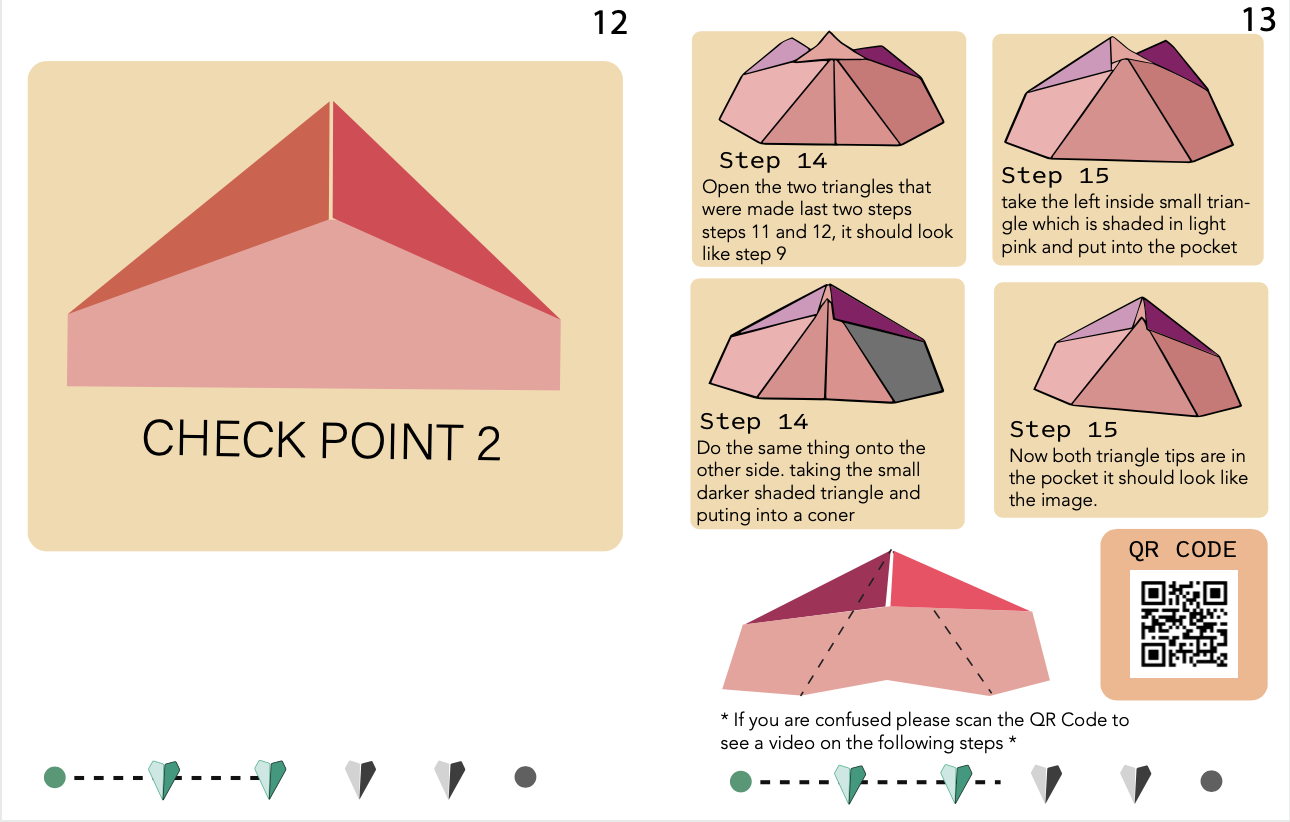 12
CHECK POINT 2
13
Step 14
Open the two triangles that
were made last two steps
steps 11 and 12, it should look
like step 9
Step 15
take the left inside small trian-
gle which is shaded in light
pink and put into the pocket
Step 14
Do the same thing onto the
other side. taking the small
darker shaded triangle and
puting into a coner
Step 15
Now both triangle tips are in
the pocket it should look like
the image.
QR CODE
* If you are confused please scan the QR Code to
see a video on the following steps *